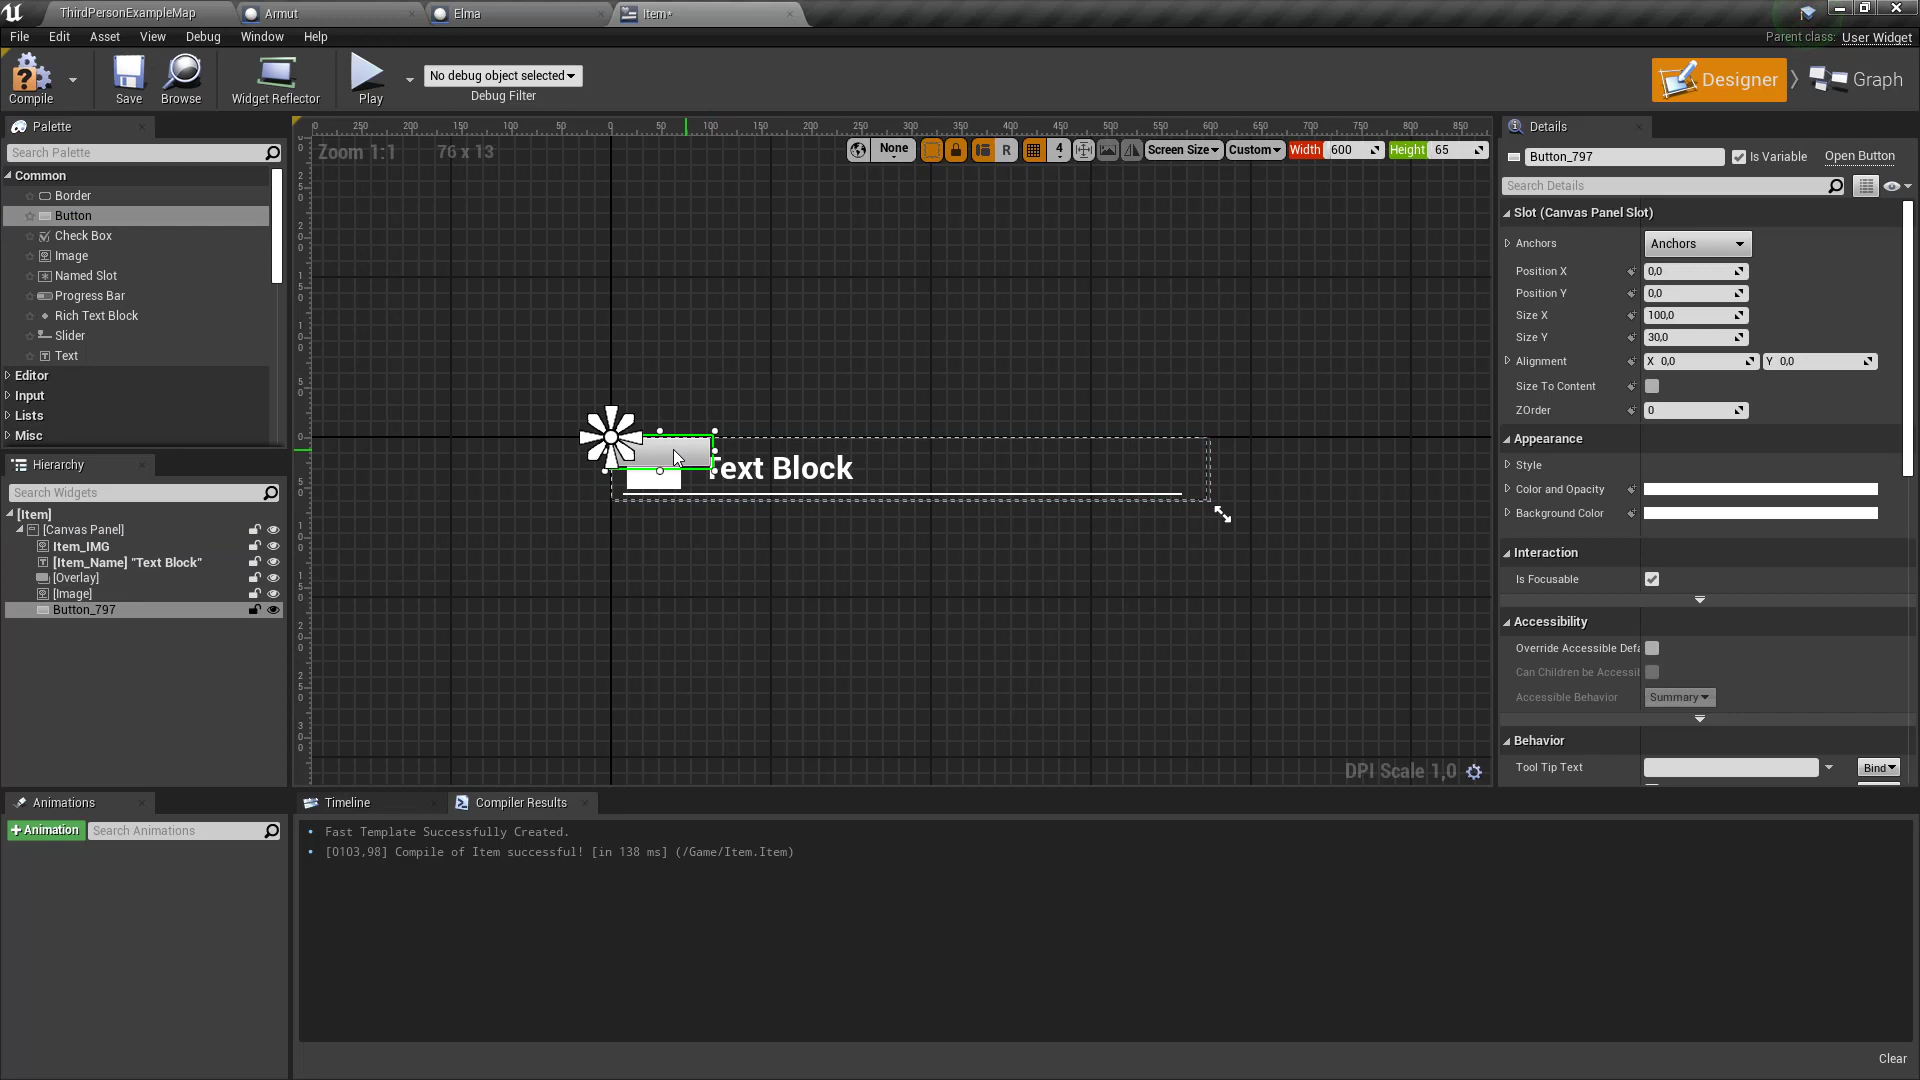 ThirdPersonExampleMap
Armut
Elma
Item*
File Edit Asset View Debug Window Help
Parent class: User Widget
Compile
Save
Browse
Widget Reflector
Play
No debug object selected
Debug Filter
Designer
Graph
Palette
Search Palette
Common
Border
Button
Check Box
Image
Named Slot
Progress Bar
Rich Text Block
Slider
Text
Editor
Input
Lists
Misc
Hierarchy
Search Widgets
[Item]
[Canvas Panel]
Item_IMG
[Item_Name] "Text Block"
[Overlay]
[Image]
Button_797
Animations
+Animation
Search Animations
Zoom 1:1
76 x 13
None
R
4
Screen Size
Custom
Width 600
Height 65
Text Block
DPI Scale 1,0
Timeline
Compiler Results
Fast Template Successfully Created.
[0103,98] Compile of Item successful! [in 138 ms] (/Game/Item.Item)
Clear
Details
Button_797
Is Variable
Open Button
Search Details
Slot (Canvas Panel Slot)
Anchors
Anchors
Position X 0,0
Position Y 0,0
Size X 100,0
Size Y 30,0
Alignment X 0,0 Y 0,0
Size To Content
ZOrder 0
Appearance
Style
Color and Opacity
Background Color
Interaction
Is Focusable
Accessibility
Override Accessible Defa
Can Children be Accessib
Accessible Behavior Summary
Behavior
Tool Tip Text
Bind